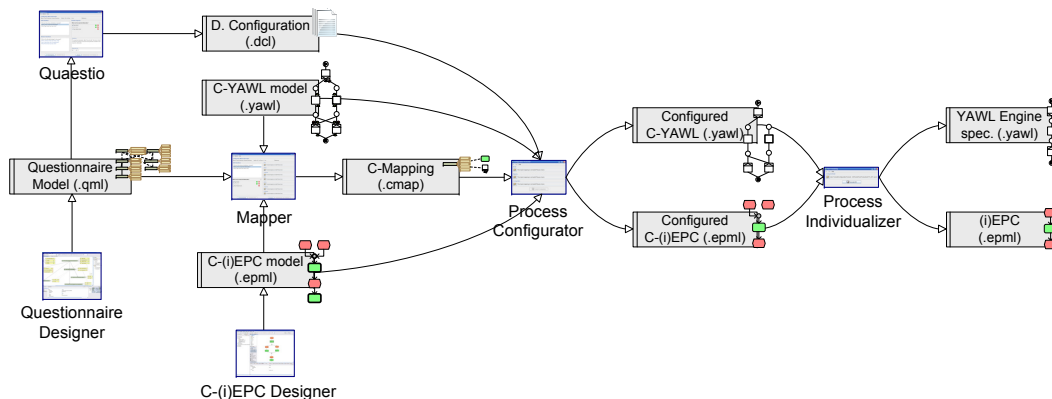 D. Configuration
(.dcl)
Quaestio
C-YAWL model
(.yawl)
Configured
C-YAWL (.yawl)
YAWL Engine
spec. (.yawl)
Questionnaire
Model (.qml)
Mapper
C-Mapping
(.cmap)
Process
Configurator
Process
Individualizer
C-(i)EPC model
(.epml)
Configured
C-(i)EPC (.epml)
(i)EPC
(.epml)
Questionnaire
Designer
C-(i)EPC Designer